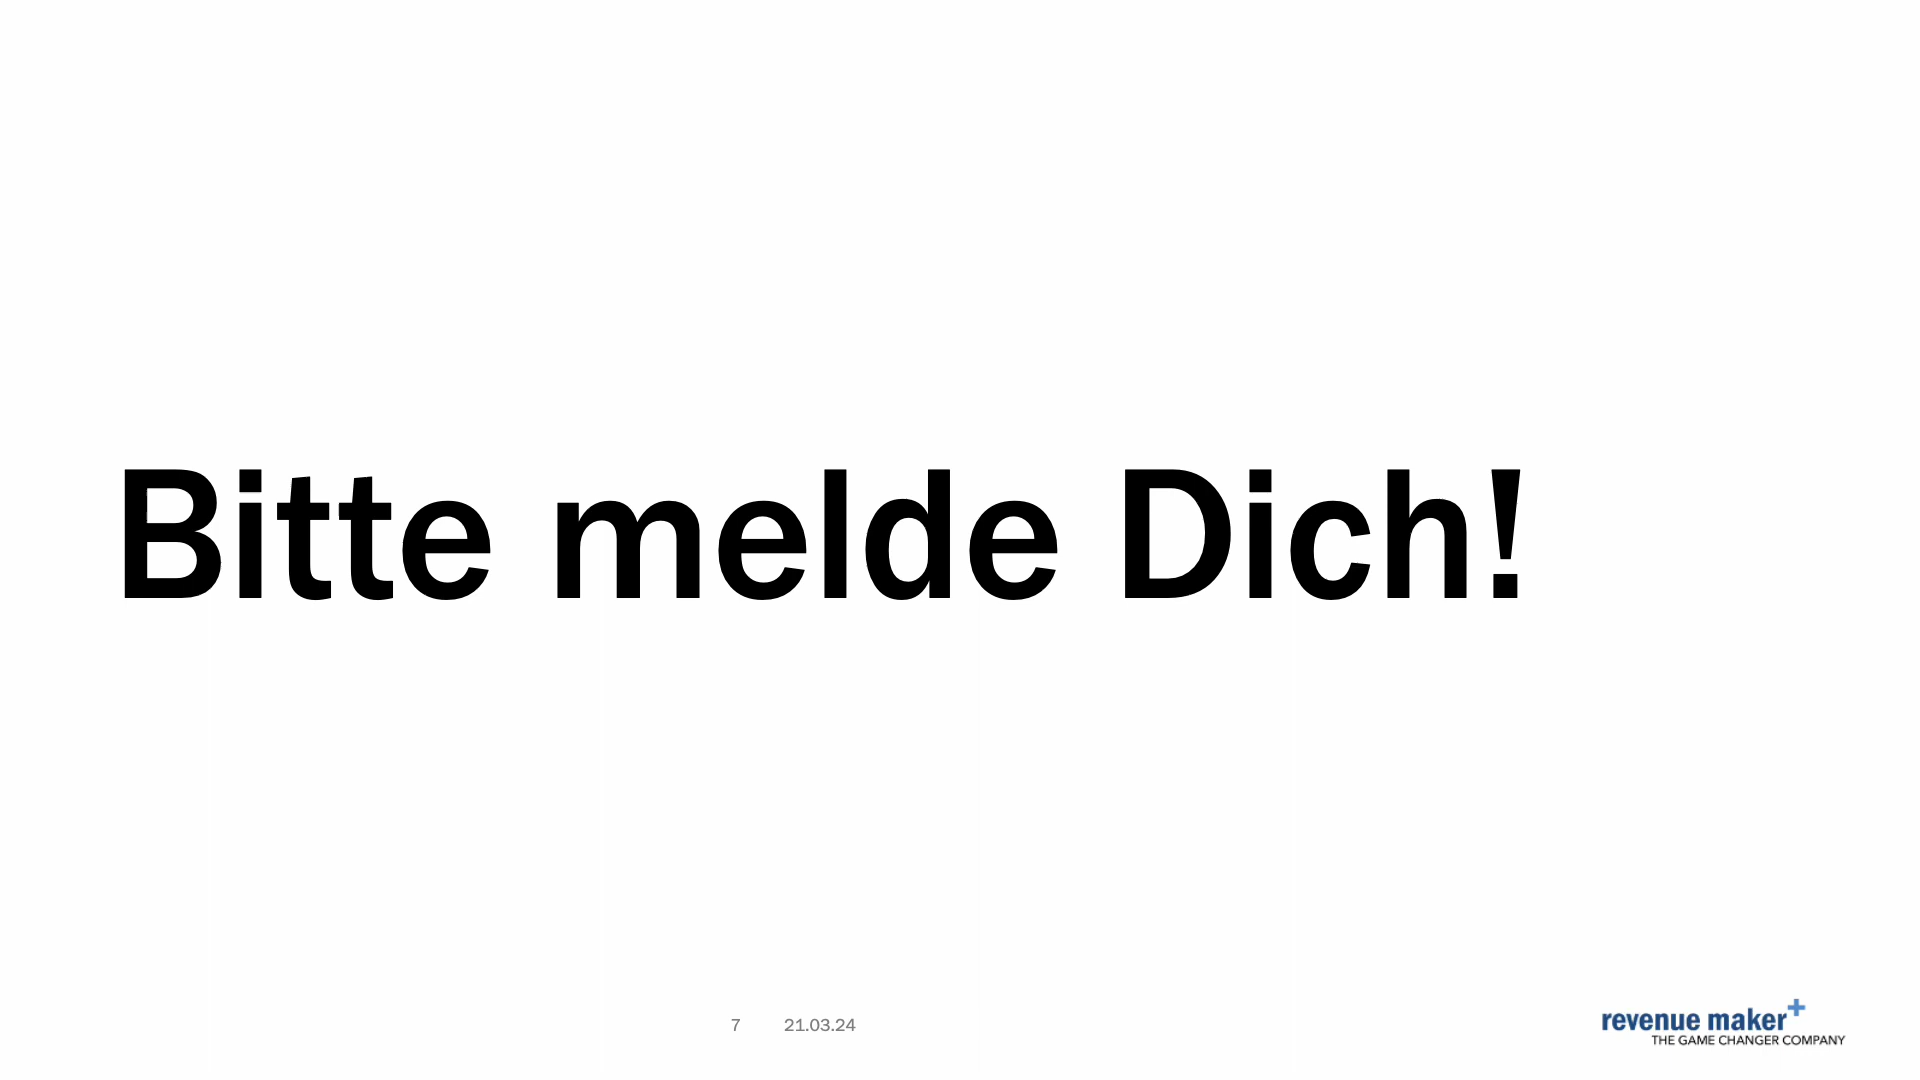 Bitte melde Dich!
7 21.03.24
revenue maker+
THE GAME CHANGER COMPANY